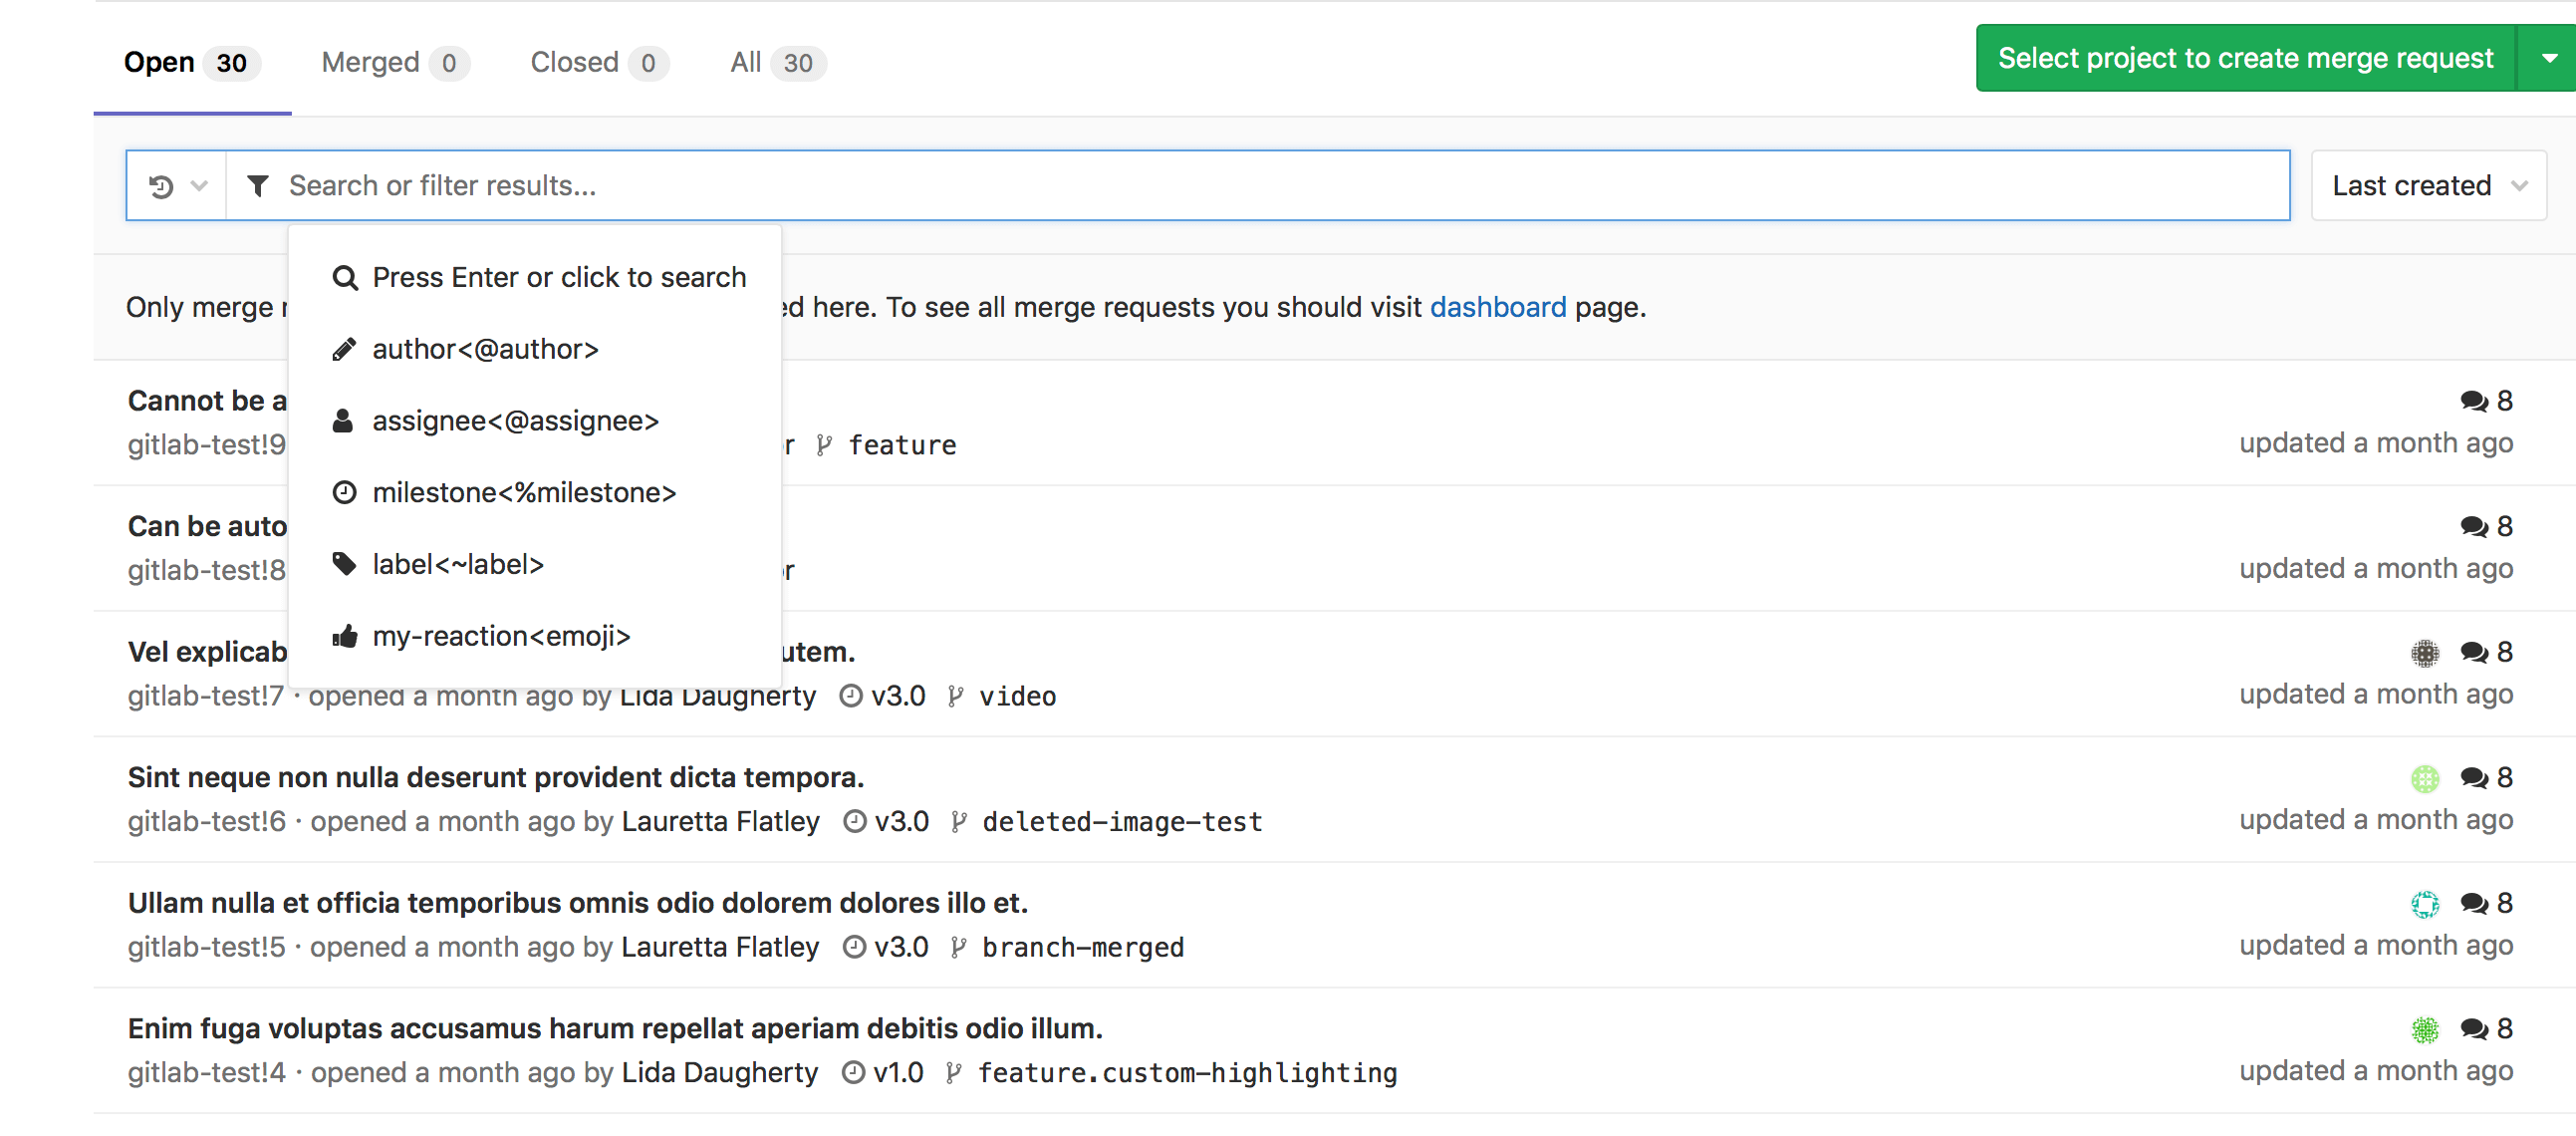 Open 30 Merged 0 Closed 0 All 30 Select project to create merge request
Search or filter results... Last created
Press Enter or click to search
Only merge ed here. To see all merge requests you should visit dashboard page.
author<@author>
Cannot be a 8
assignee<@assignee>
gitlab-test!9 feature updated a month ago
milestone<%milestone>
Can be auto 8
label<~label>
gitlab-test!8 updated a month ago
my-reaction<emoji>
Vel explicab utem. 8
gitlab-test!7 · opened a month ago by Lida Daugherty v3.0 video updated a month ago
Sint neque non nulla deserunt provident dicta tempora. 8
gitlab-test!6 · opened a month ago by Lauretta Flatley v3.0 deleted-image-test updated a month ago
Ullam nulla et officia temporibus omnis odio dolorem dolores illo et. 8
gitlab-test!5 · opened a month ago by Lauretta Flatley v3.0 branch-merged updated a month ago
Enim fuga voluptas accusamus harum repellat aperiam debitis odio illum. 8
gitlab-test!4 · opened a month ago by Lida Daugherty v1.0 feature.custom-highlighting updated a month ago